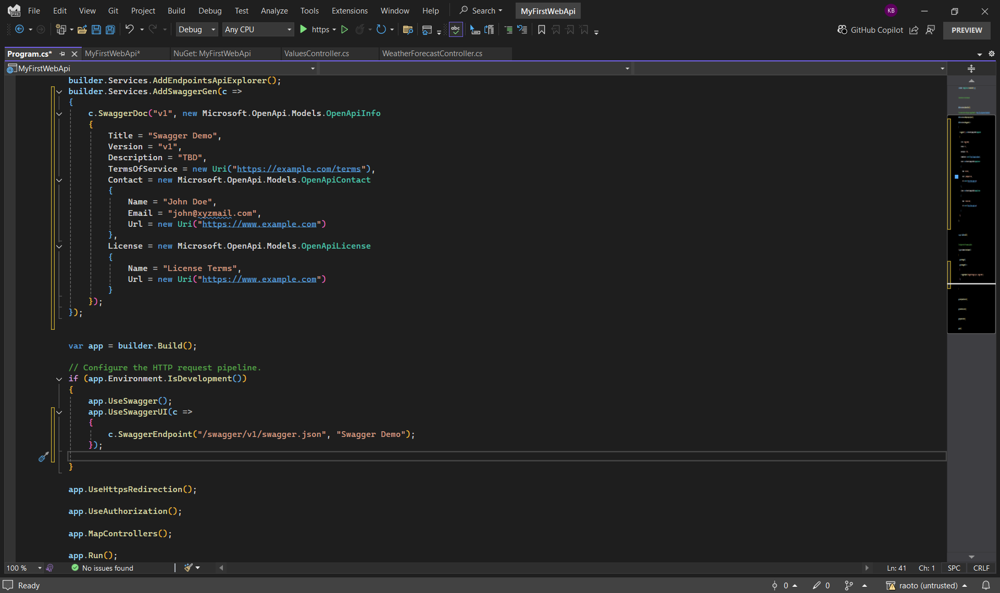 File Edit View Git Project Build Debug Test Analyze Tools Extensions Window Help Search MyFirstWebApi KB
Debug Any CPU https abc GitHub Copilot PREVIEW
Program.cs* MyFirstWebApi* NuGet: MyFirstWebApi ValuesController.cs WeatherForecastController.cs
MyFirstWebApi
builder.Services.AddEndpointsApiExplorer();
builder.Services.AddSwaggerGen(c =>
{
c.SwaggerDoc("v1", new Microsoft.OpenApi.Models.OpenApiInfo
{
Title = "Swagger Demo",
Version = "v1",
Description = "TBD",
TermsOfService = new Uri("https://example.com/terms"),
Contact = new Microsoft.OpenApi.Models.OpenApiContact
{
Name = "John Doe",
Email = "john@xyzmail.com",
Url = new Uri("https://www.example.com")
},
License = new Microsoft.OpenApi.Models.OpenApiLicense
{
Name = "License Terms",
Url = new Uri("https://www.example.com")
}
});
});
var app = builder.Build();
// Configure the HTTP request pipeline.
if (app.Environment.IsDevelopment())
{
app.UseSwagger();
app.UseSwaggerUI(c =>
{
c.SwaggerEndpoint("/swagger/v1/swagger.json", "Swagger Demo");
});
}
app.UseHttpsRedirection();
app.UseAuthorization();
app.MapControllers();
app.Run();
100 % No issues found Ln: 41 Ch: 1 SPC CRLF
Ready 0 0 raoto (untrusted)